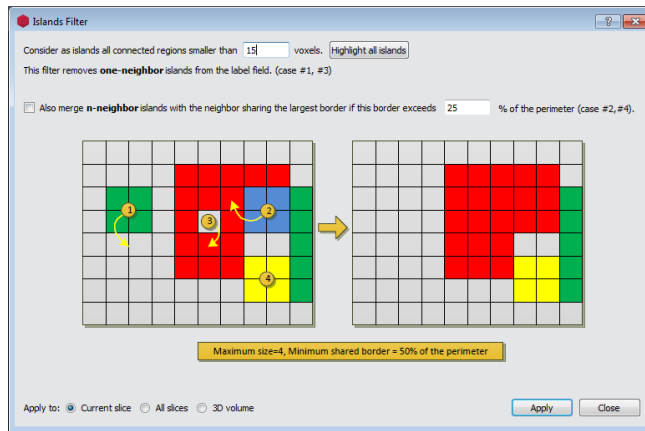 Islands Filter
Consider as islands all connected regions smaller than 15 voxels. Highlight all islands
This filter removes one-neighbor islands from the label field. (case #1, #3)
Also merge n-neighbor islands with the neighbor sharing the largest border if this border exceeds 25 % of the perimeter (case #2,#4).
1
2
3
4
Maximum size=4, Minimum shared border = 50% of the perimeter
Apply to: Current slice All slices 3D volume Apply Close